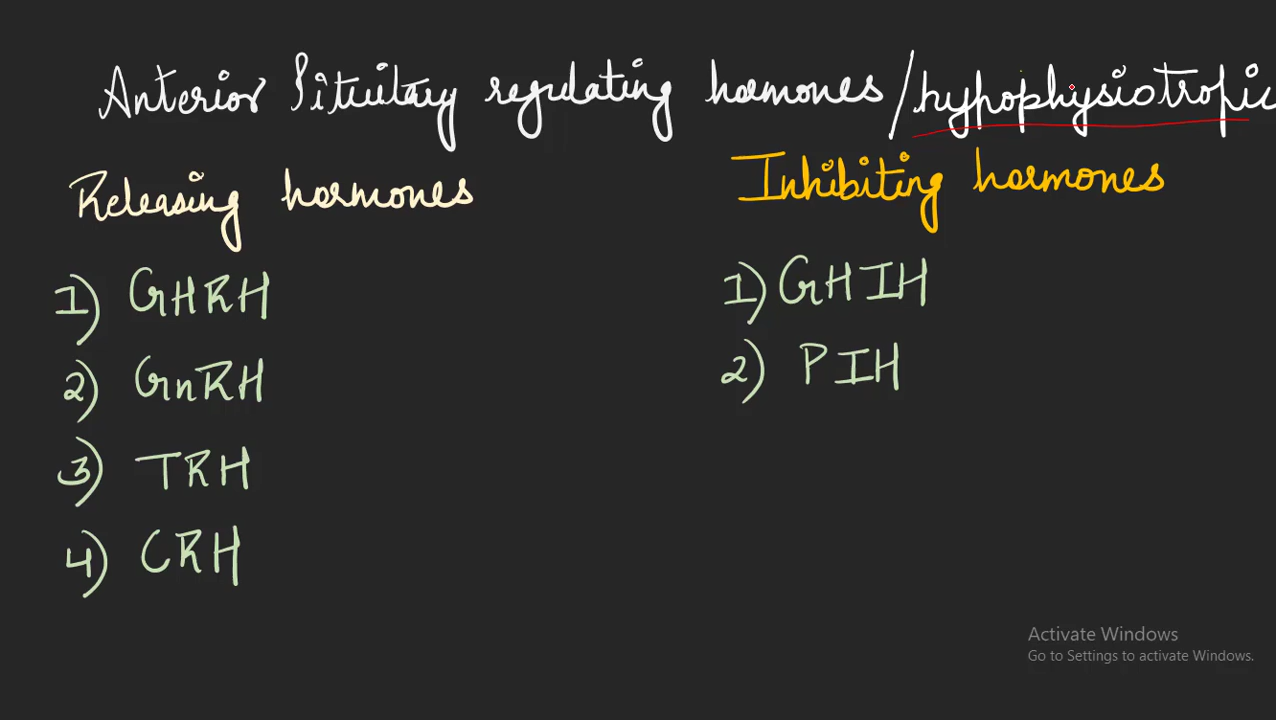 Anterior Pituitary regulating hormones/hypophysiotropic
Releasing hormones
Inhibiting hormones
1) GHRH
2) GnRH
3) TRH
4) CRH
1) GHIH
2) PIH
Activate Windows
Go to Settings to activate Windows.